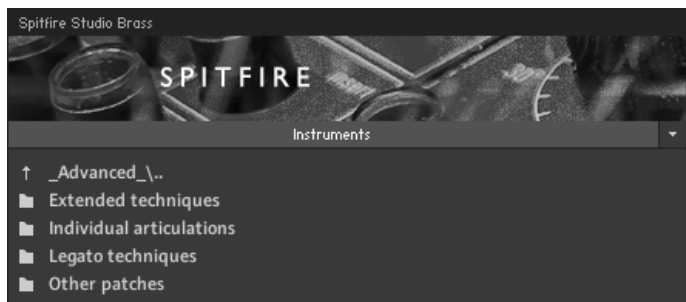 Spitfire Studio Brass
SPITFIRE
Instruments
↑ _Advanced_\..
Extended techniques
Individual articulations
Legato techniques
Other patches